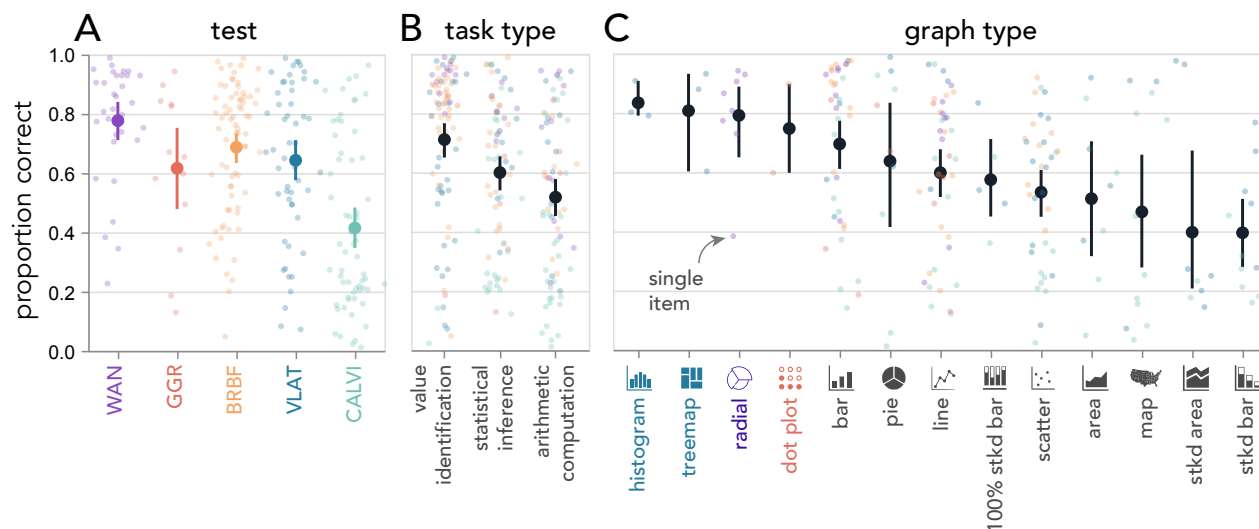 A
test
B
task type
C
graph type
proportion correct
1.0
0.8
0.6
0.4
0.2
0.0
single
item
WAN
GGR
BRBF
VLAT
CALVI
value
identification
statistical
inference
arithmetic
computation
histogram
treemap
radial
dot plot
bar
pie
line
100% stkd bar
scatter
area
map
stkd area
stkd bar